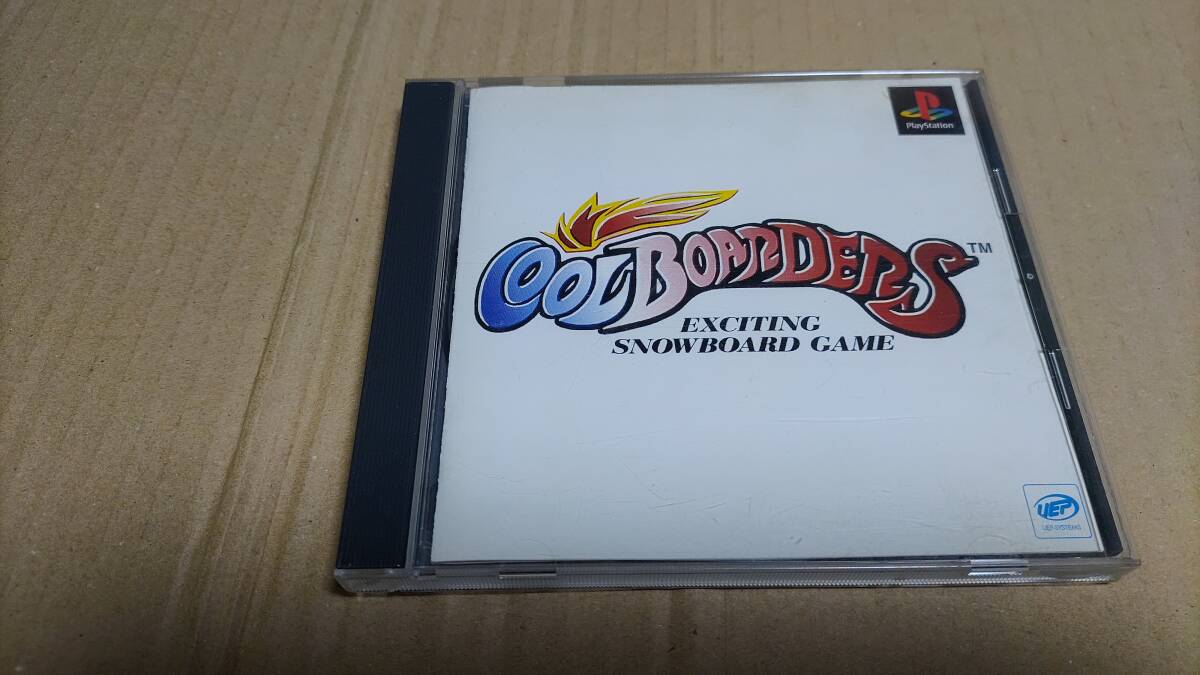 PlayStation
COOL BOARDERS™
EXCITING
SNOWBOARD GAME
UEP
UEP SYSTEMS